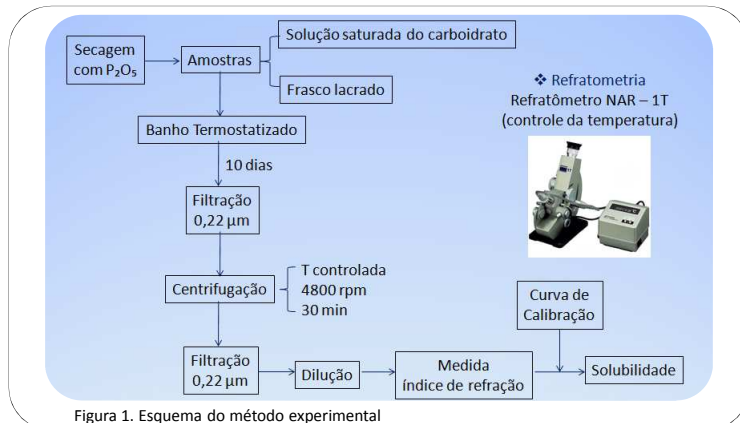 Secagem
com P₂O₅
Amostras
Solução saturada do carboidrato
Frasco lacrado
Banho Termostatizado
10 dias
Filtração
0,22 µm
Centrifugação
T controlada
4800 rpm
30 min
Filtração
0,22 µm
Diluição
Medida
índice de refração
Curva de
Calibração
Solubilidade
❖ Refratometria
Refratômetro NAR – 1T
(controle da temperatura)
Figura 1. Esquema do método experimental